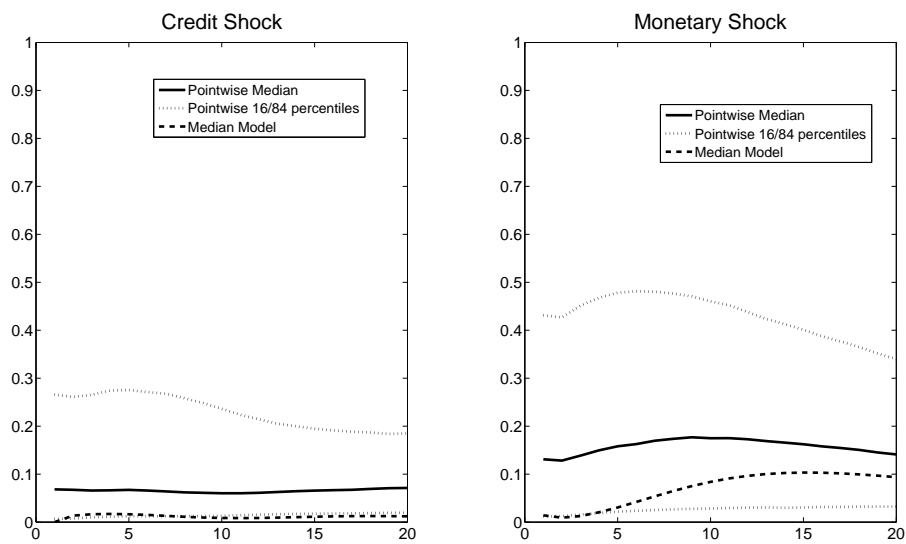 Credit Shock
1
0.9
0.8
0.7
0.6
0.5
0.4
0.3
0.2
0.1
0
0 5 10 15 20
Pointwise Median
Pointwise 16/84 percentiles
Median Model
Monetary Shock
1
0.9
0.8
0.7
0.6
0.5
0.4
0.3
0.2
0.1
0
0 5 10 15 20
Pointwise Median
Pointwise 16/84 percentiles
Median Model